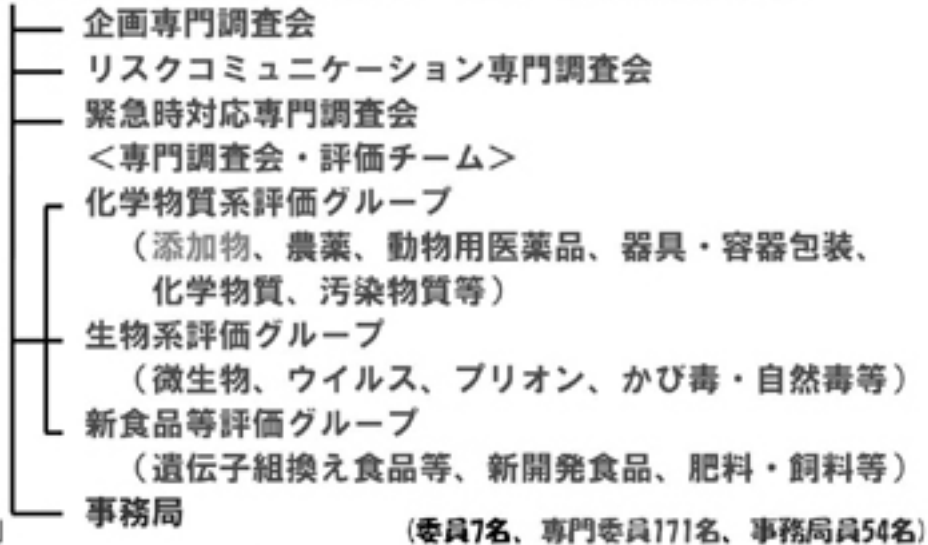 企画専門調査会
リスクコミュニケーション専門調査会
緊急時対応専門調査会
＜専門調査会・評価チーム＞
化学物質系評価グループ
（添加物、農薬、動物用医薬品、器具・容器包装、
化学物質、汚染物質等）
生物系評価グループ
（微生物、ウイルス、プリオン、かび毒・自然毒等）
新食品等評価グループ
（遺伝子組換え食品等、新開発食品、肥料・飼料等）
事務局
(委員7名、専門委員171名、事務局員54名)